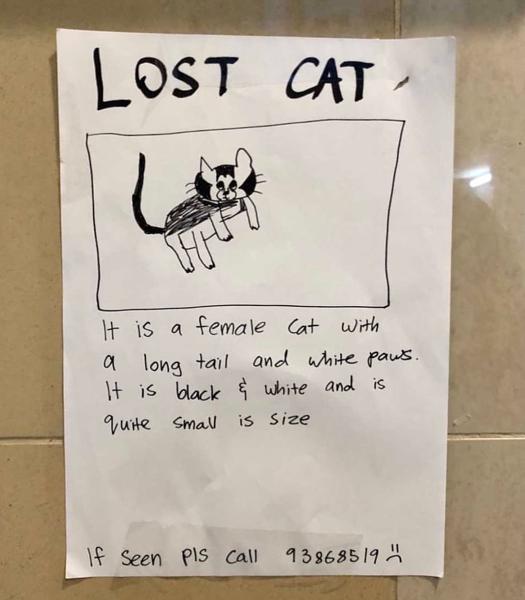 LOST CAT
It is a female cat with
a long tail and white paws.
It is black & white and is
quite small is size
If seen pls call 93868519